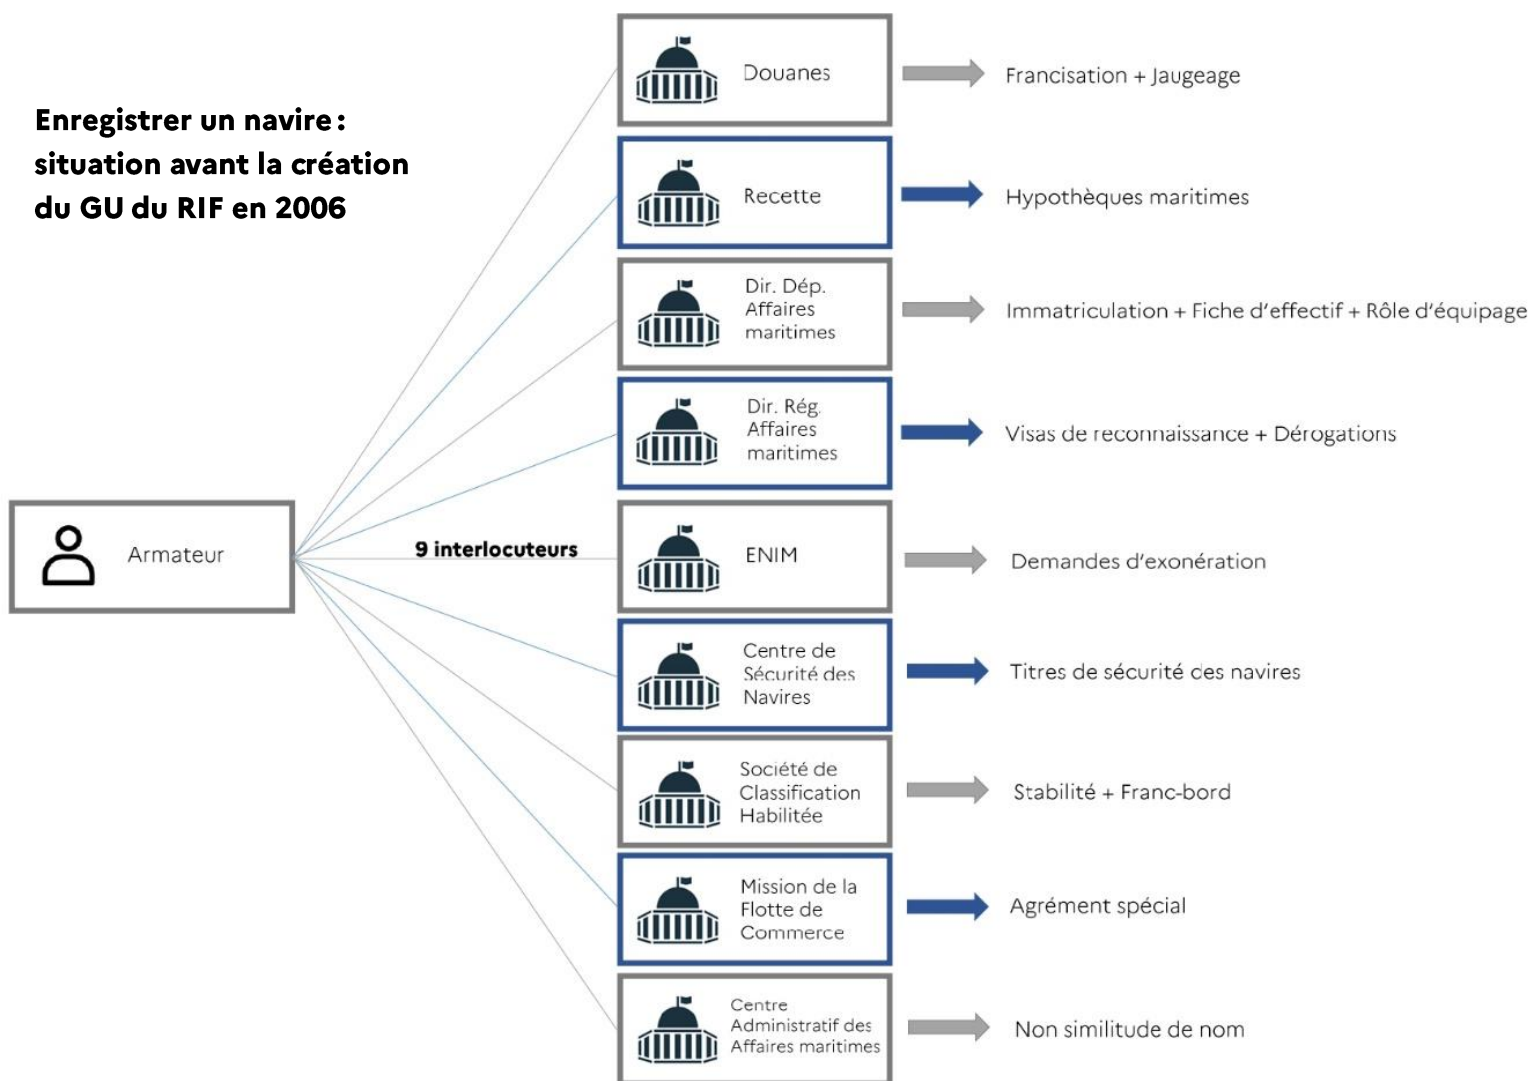 Enregistrer un navire :
situation avant la création
du GU du RIF en 2006
Armateur
9 interlocuteurs
Douanes
Francisation + Jaugeage
Recette
Hypothèques maritimes
Dir. Dép.
Affaires
maritimes
Immatriculation + Fiche d'effectif + Rôle d'équipage
Dir. Rég.
Affaires
maritimes
Visas de reconnaissance + Dérogations
ENIM
Demandes d'exonération
Centre de
Sécurité des
Navires
Titres de sécurité des navires
Société de
Classification
Habilitée
Stabilité + Franc-bord
Mission de la
Flotte de
Commerce
Agrément spécial
Centre
Administratif des
Affaires maritimes
Non similitude de nom